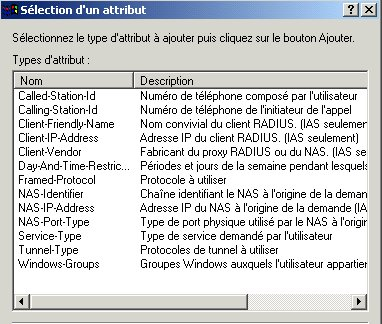 Sélection d'un attribut
Sélectionnez le type d'attribut à ajouter puis cliquez sur le bouton Ajouter.
Types d'attribut :
Nom Description
Called-Station-Id Numéro de téléphone composé par l'utilisateur
Calling-Station-Id Numéro de téléphone de l'initiateur de l'appel
Client-Friendly-Name Nom convivial du client RADIUS. (IAS seulement
Client-IP-Address Adresse IP du client RADIUS. (IAS seulement)
Client-Vendor Fabricant du proxy RADIUS ou du NAS. (IAS se
Day-And-Time-Restric... Périodes et jours de la semaine pendant lesquels
Framed-Protocol Protocole à utiliser
NAS-Identifier Chaîne identifiant le NAS à l'origine de la demand
NAS-IP-Address Adresse IP du NAS à l'origine de la demande (IA
NAS-Port-Type Type de port physique utilisé par le NAS à l'origin
Service-Type Type de service demandé par l'utilisateur
Tunnel-Type Protocoles de tunnel à utiliser
Windows-Groups Groupes Windows auxquels l'utilisateur appartien